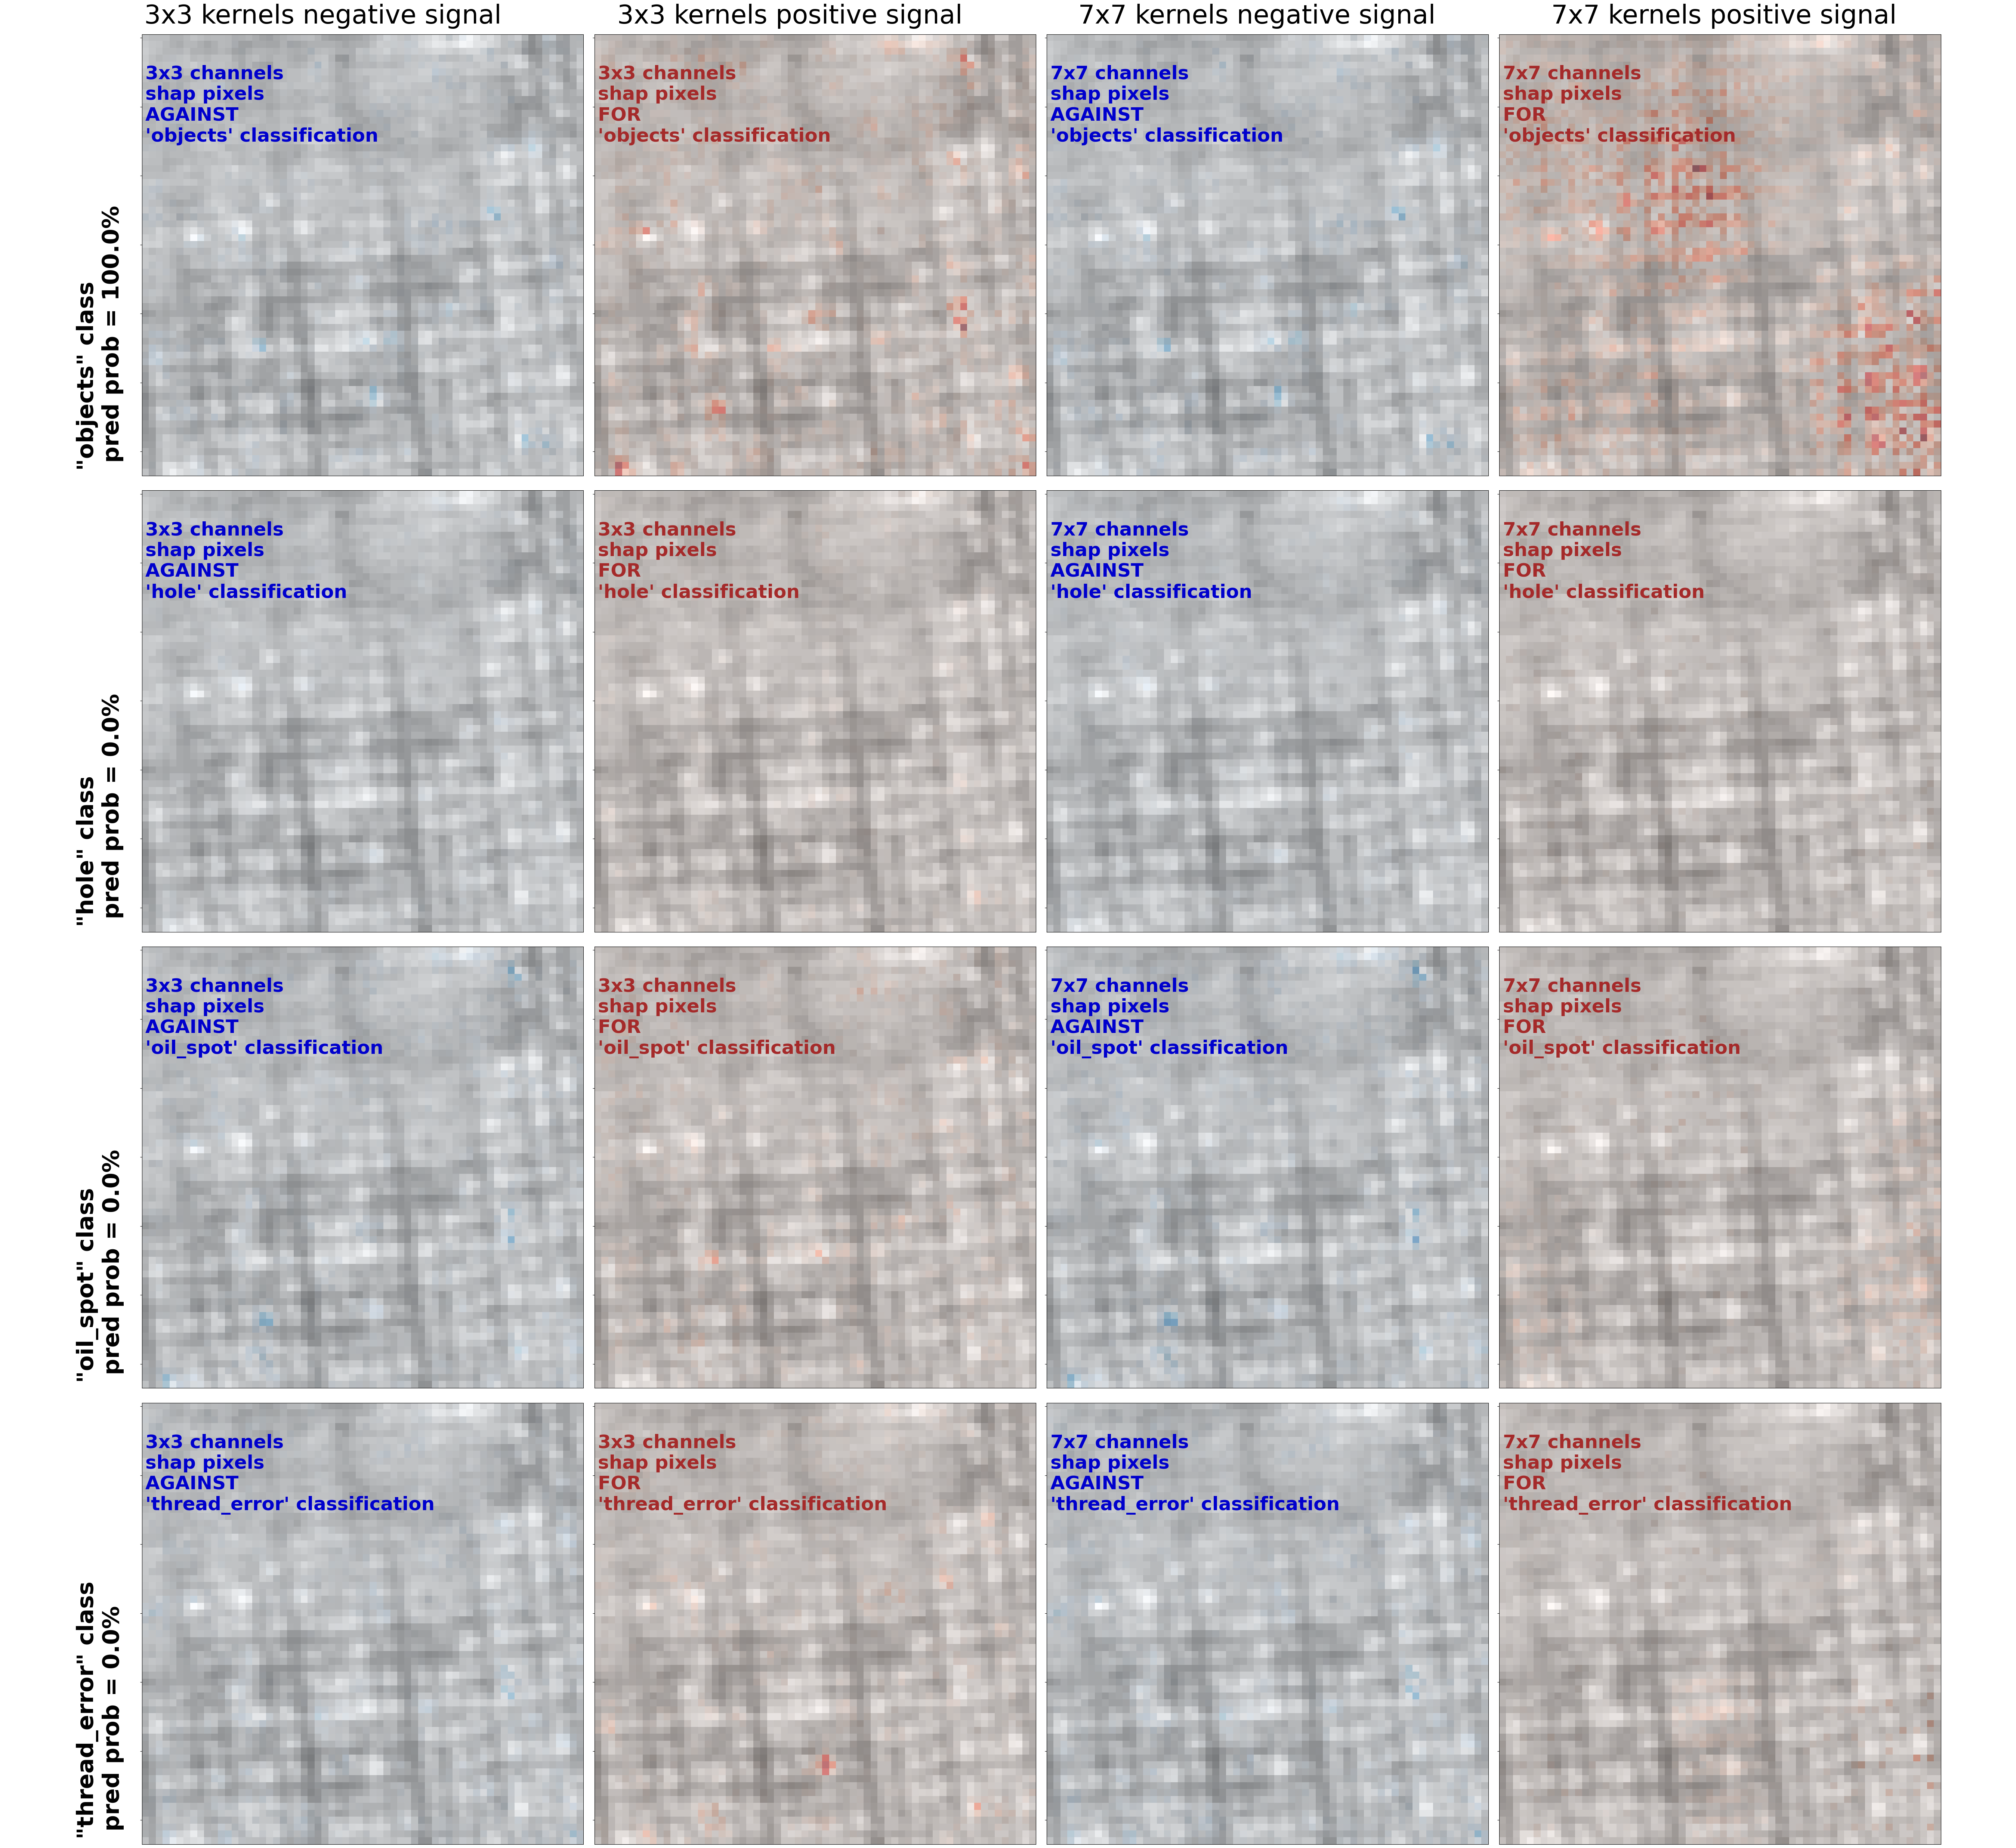 3x3 kernels negative signal
3x3 kernels positive signal
7x7 kernels negative signal
7x7 kernels positive signal
"objects" class
pred prob = 100.0%
3x3 channels
shap pixels
AGAINST
'objects' classification
3x3 channels
shap pixels
FOR
'objects' classification
7x7 channels
shap pixels
AGAINST
'objects' classification
7x7 channels
shap pixels
FOR
'objects' classification
"hole" class
pred prob = 0.0%
3x3 channels
shap pixels
AGAINST
'hole' classification
3x3 channels
shap pixels
FOR
'hole' classification
7x7 channels
shap pixels
AGAINST
'hole' classification
7x7 channels
shap pixels
FOR
'hole' classification
"oil_spot" class
pred prob = 0.0%
3x3 channels
shap pixels
AGAINST
'oil_spot' classification
3x3 channels
shap pixels
FOR
'oil_spot' classification
7x7 channels
shap pixels
AGAINST
'oil_spot' classification
7x7 channels
shap pixels
FOR
'oil_spot' classification
"thread_error" class
pred prob = 0.0%
3x3 channels
shap pixels
AGAINST
'thread_error' classification
3x3 channels
shap pixels
FOR
'thread_error' classification
7x7 channels
shap pixels
AGAINST
'thread_error' classification
7x7 channels
shap pixels
FOR
'thread_error' classification